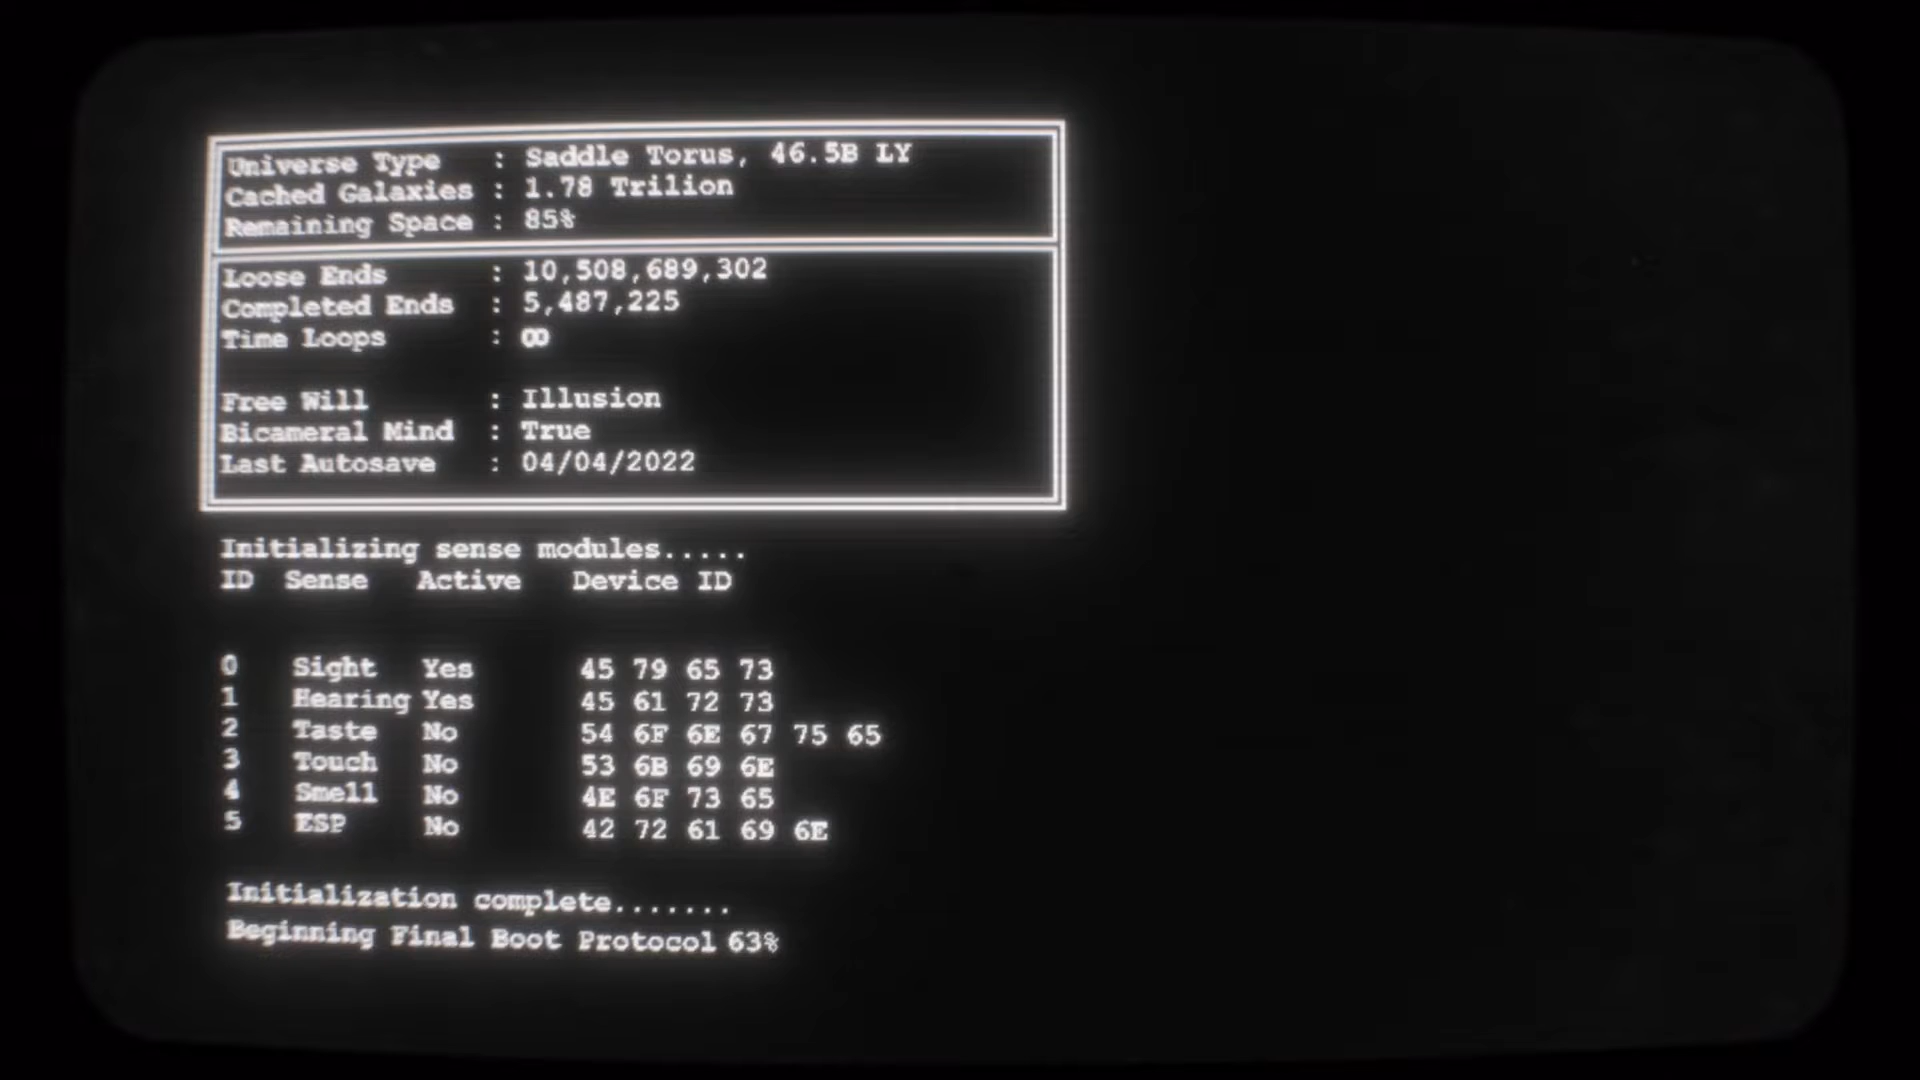 Universe Type : Saddle Torus, 46.5B LY
Cached Galaxies : 1.78 Trilion
Remaining Space : 85%
Loose Ends : 10,508,689,302
Completed Ends : 5,487,225
Time Loops : ∞
Free Will : Illusion
Bicameral Mind : True
Last Autosave : 04/04/2022
Initializing sense modules.....
ID Sense Active Device ID
0 Sight Yes 45 79 65 73
1 Hearing Yes 45 61 72 73
2 Taste No 54 6F 6E 67 75 65
3 Touch No 53 6B 69 6E
4 Smell No 4E 6F 73 65
5 ESP No 42 72 61 69 6E
Initialization complete.......
Beginning Final Boot Protocol 63%